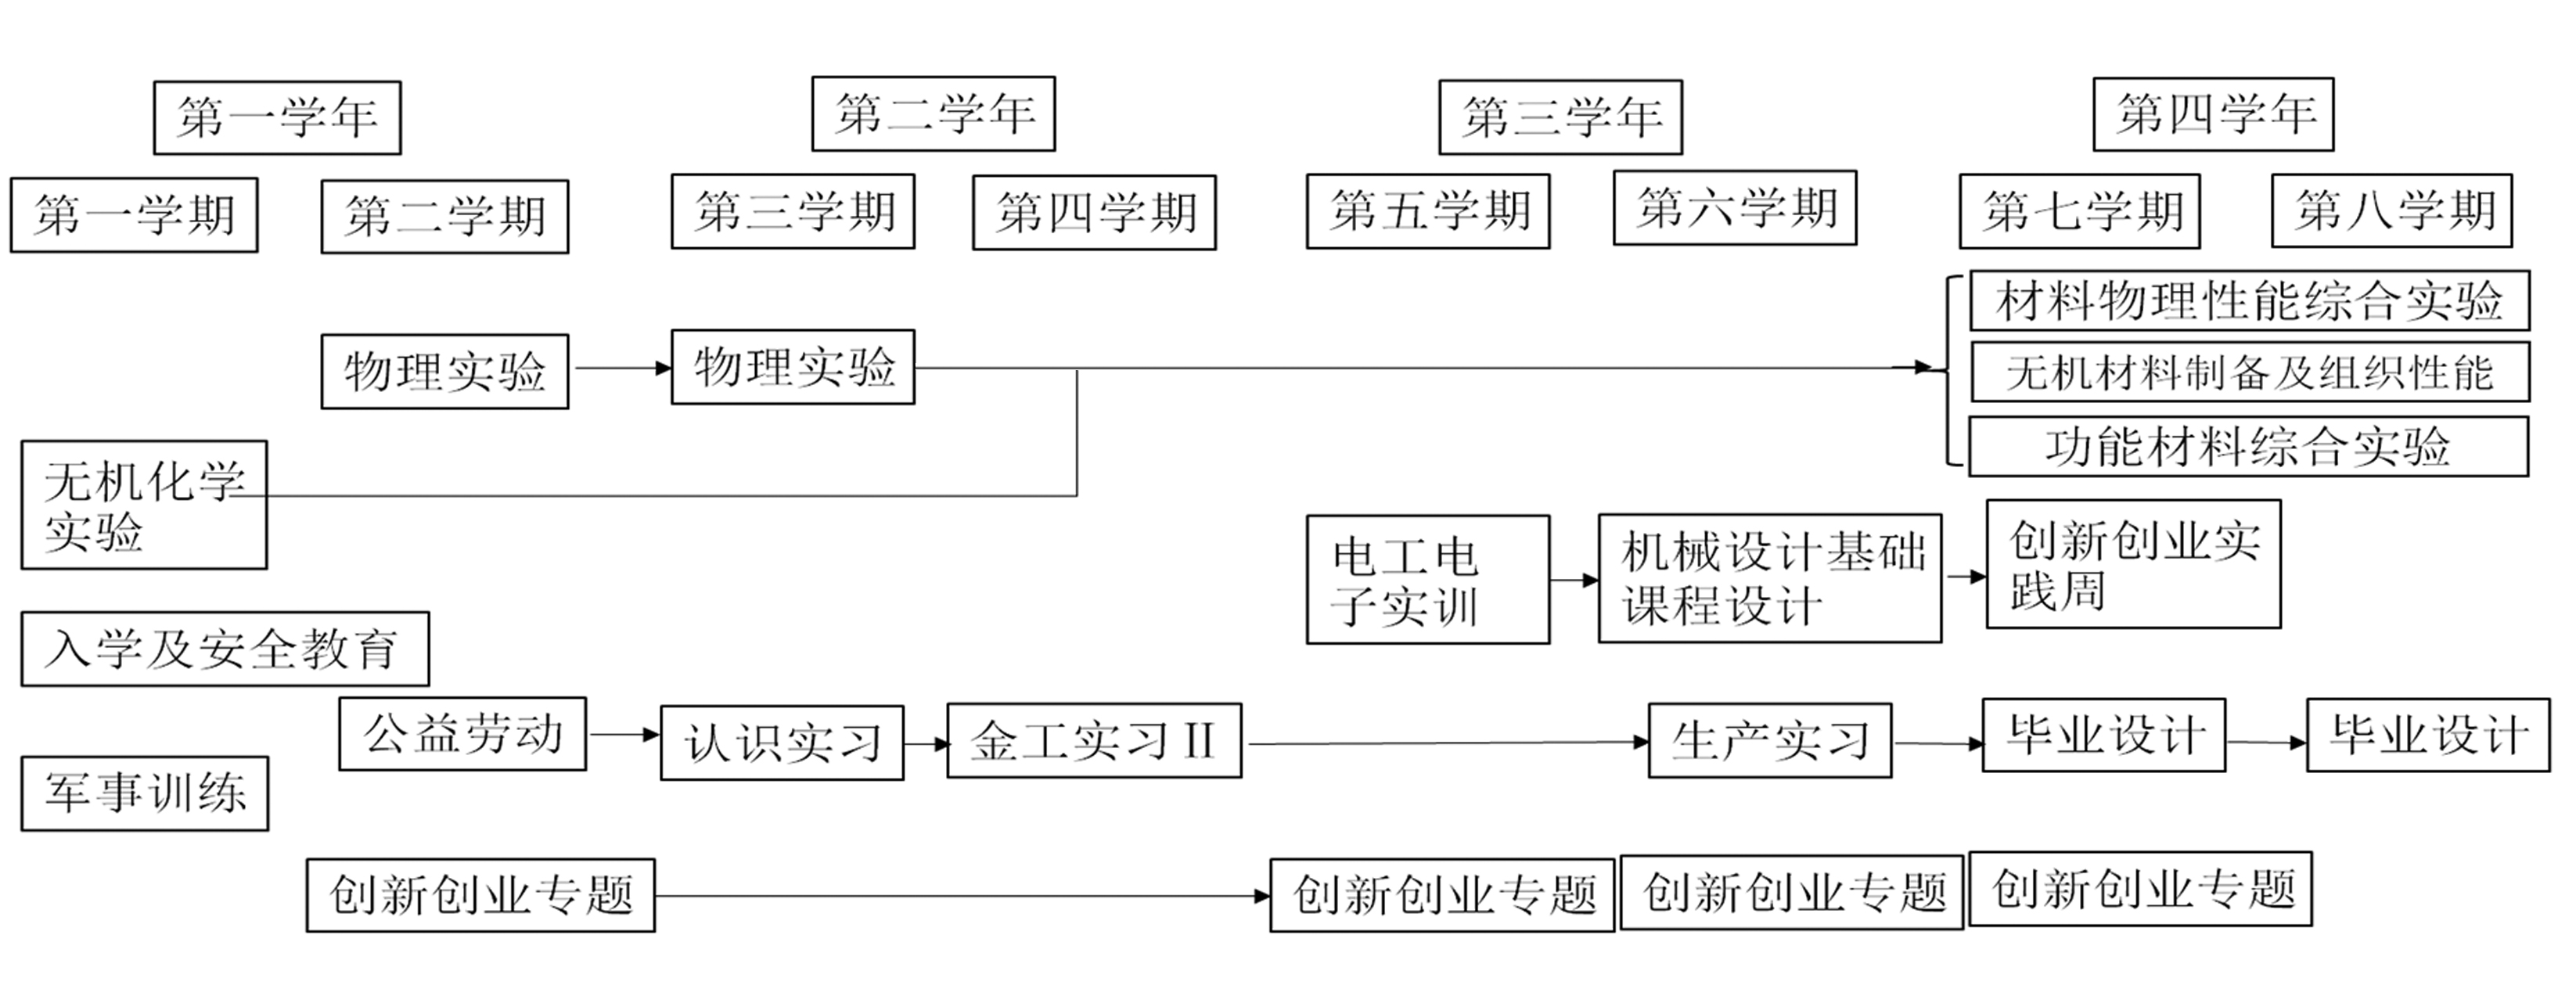 第一学年
第二学年
第三学年
第四学年
第一学期
第二学期
第三学期
第四学期
第五学期
第六学期
第七学期
第八学期
材料物理性能综合实验
物理实验
物理实验
无机材料制备及组织性能
功能材料综合实验
无机化学
实验
电工电
子实训
机械设计基础
课程设计
创新创业实
践周
入学及安全教育
公益劳动
认识实习
金工实习 II
生产实习
毕业设计
毕业设计
军事训练
创新创业专题
创新创业专题
创新创业专题
创新创业专题